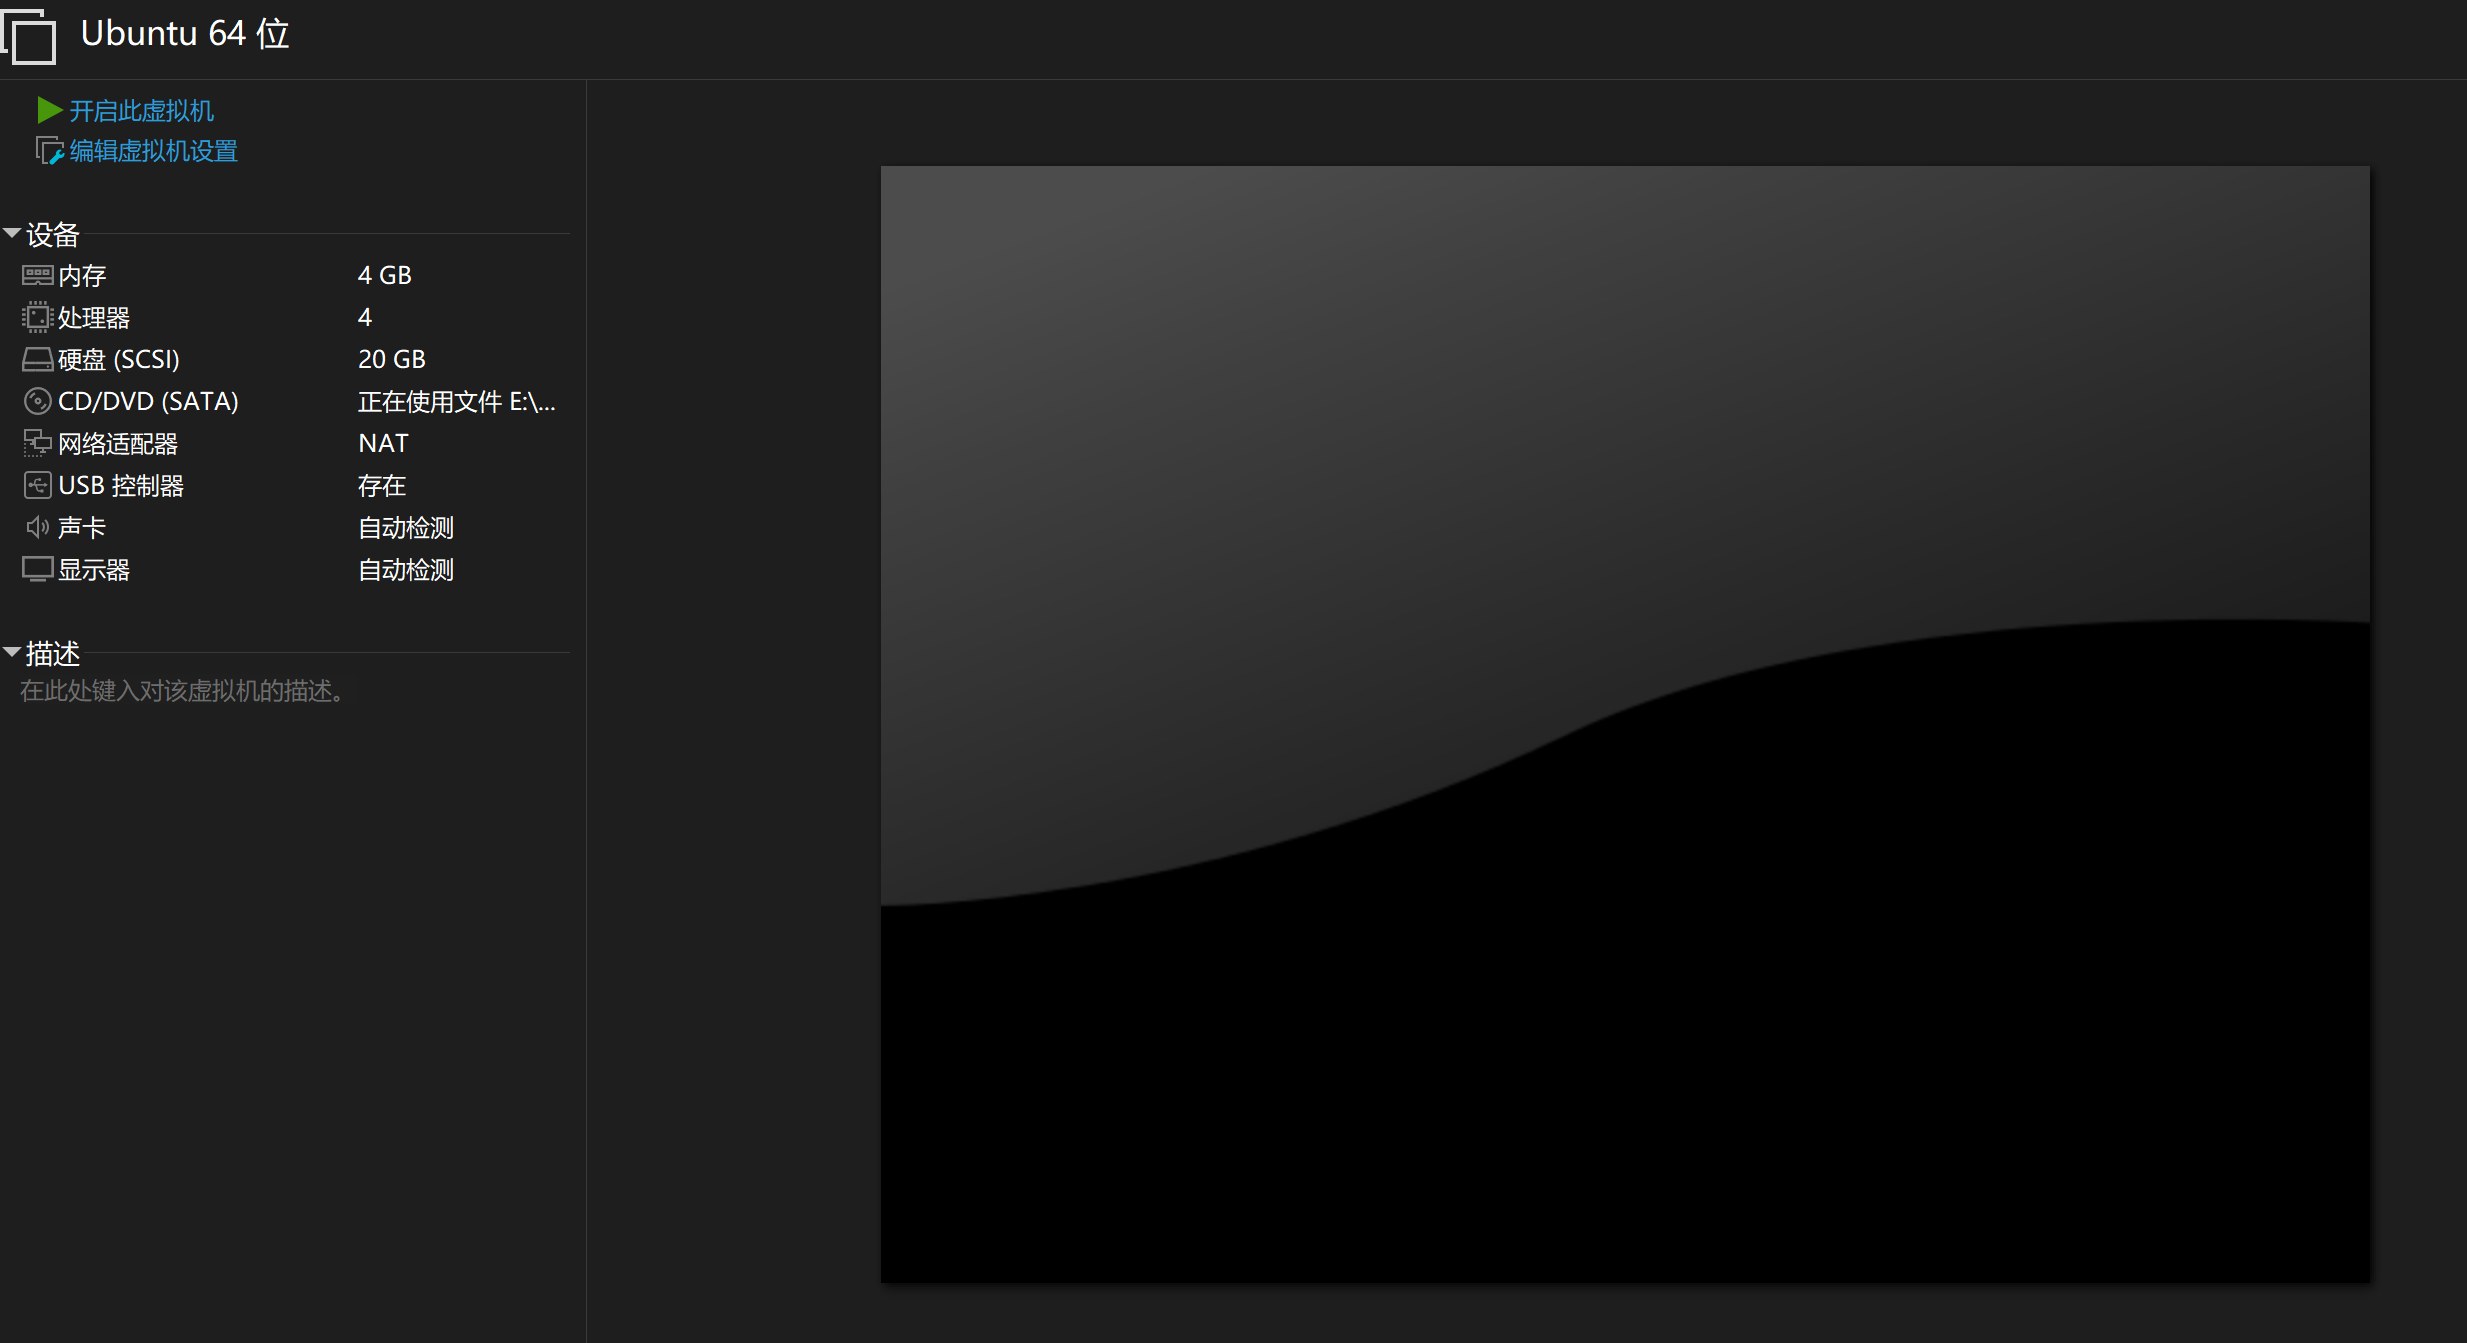 Ubuntu 64 位
开启此虚拟机
编辑虚拟机设置
设备
内存 4 GB
处理器 4
硬盘 (SCSI) 20 GB
CD/DVD (SATA) 正在使用文件 E:\...
网络适配器 NAT
USB 控制器 存在
声卡 自动检测
显示器 自动检测
描述
在此处键入对该虚拟机的描述。